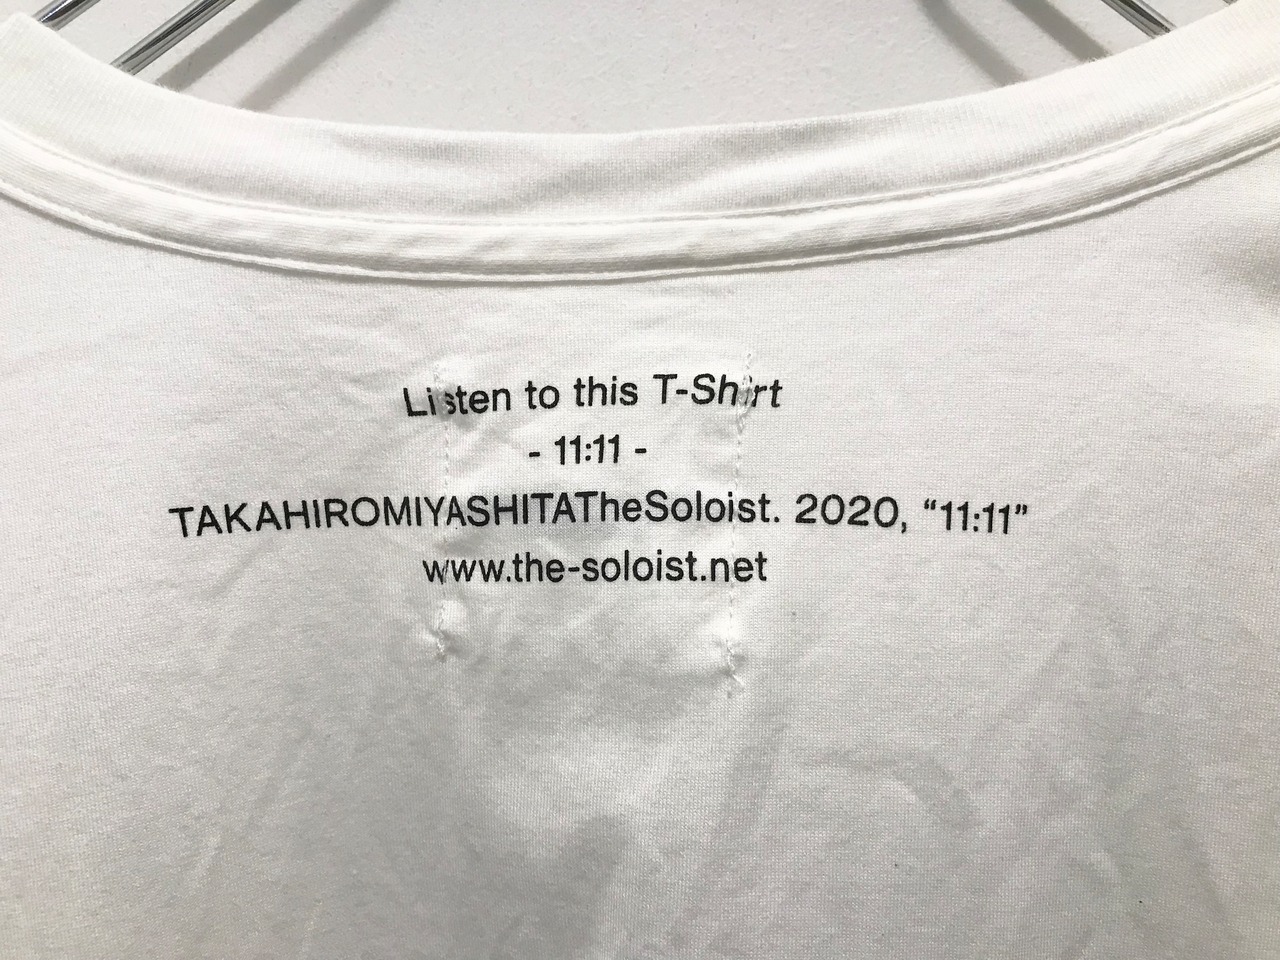 Listen to this T-Shirt
- 11:11 -
TAKAHIROMIYASHITATheSoloist. 2020, “11:11”
www.the-soloist.net